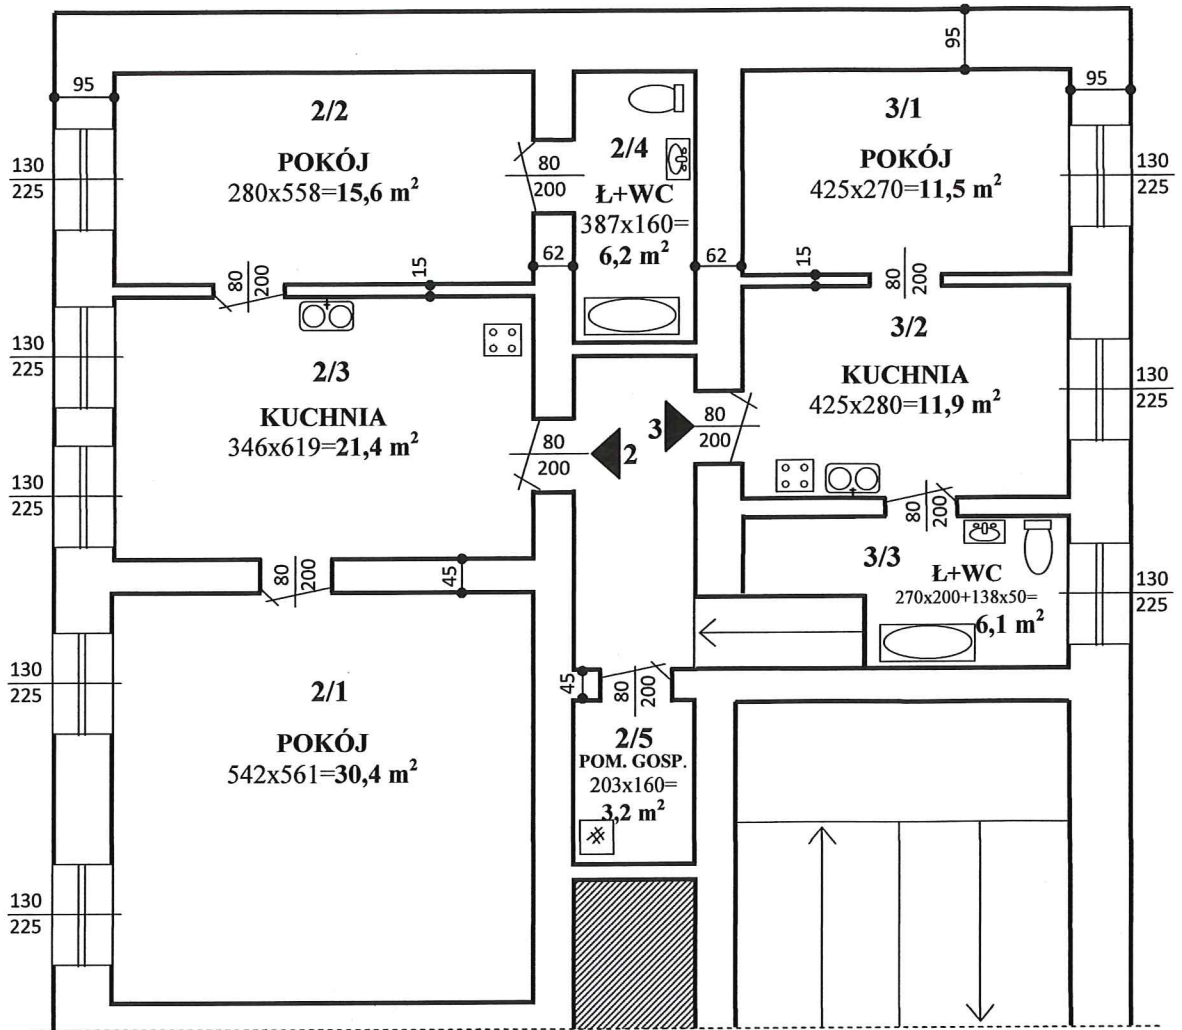 95
95
95
2/2
POKÓJ
280x558=15,6 m²
130
225
80
200
2/4
Ł+WC
387x160=
6,2 m²
3/1
POKÓJ
425x270=11,5 m²
130
225
62
62
15
15
80
200
80
200
130
225
2/3
KUCHNIA
346x619=21,4 m²
3/2
KUCHNIA
425x280=11,9 m²
130
225
80
200
2
3
80
200
130
225
45
80
200
80
200
3/3
Ł+WC
270x200+138x50=
6,1 m²
130
225
130
225
2/1
POKÓJ
542x561=30,4 m²
45
80
200
2/5
POM. GOSP.
203x160=
3,2 m²
130
225